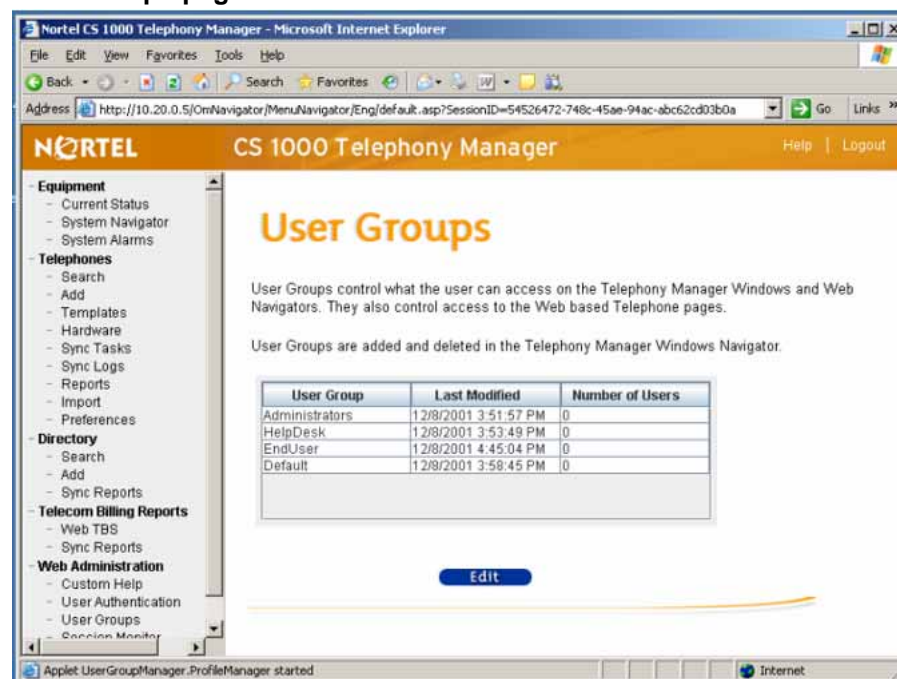 Nortel CS 1000 Telephony Manager - Microsoft Internet Explorer
File Edit View Favorites Tools Help
Back Search Favorites
Address http://10.20.0.5/OmNavigator/MenuNavigator/Eng/default.asp?SessionID=54526472-748c-45ae-94ac-abc62cd03b0a Go Links »
NORTEL CS 1000 Telephony Manager Help | Logout
- Equipment
- Current Status
- System Navigator
- System Alarms
- Telephones
- Search
- Add
- Templates
- Hardware
- Sync Tasks
- Sync Logs
- Reports
- Import
- Preferences
- Directory
- Search
- Add
- Sync Reports
- Telecom Billing Reports
- Web TBS
- Sync Reports
- Web Administration
- Custom Help
- User Authentication
- User Groups
- Session Monitor
User Groups
User Groups control what the user can access on the Telephony Manager Windows and Web
Navigators. They also control access to the Web based Telephone pages.
User Groups are added and deleted in the Telephony Manager Windows Navigator.
User Group Last Modified Number of Users
Administrators 12/8/2001 3:51:57 PM 0
HelpDesk 12/8/2001 3:53:49 PM 0
EndUser 12/8/2001 4:45:04 PM 0
Default 12/8/2001 3:58:45 PM 0
Edit
Applet UserGroupManager.ProfileManager started Internet